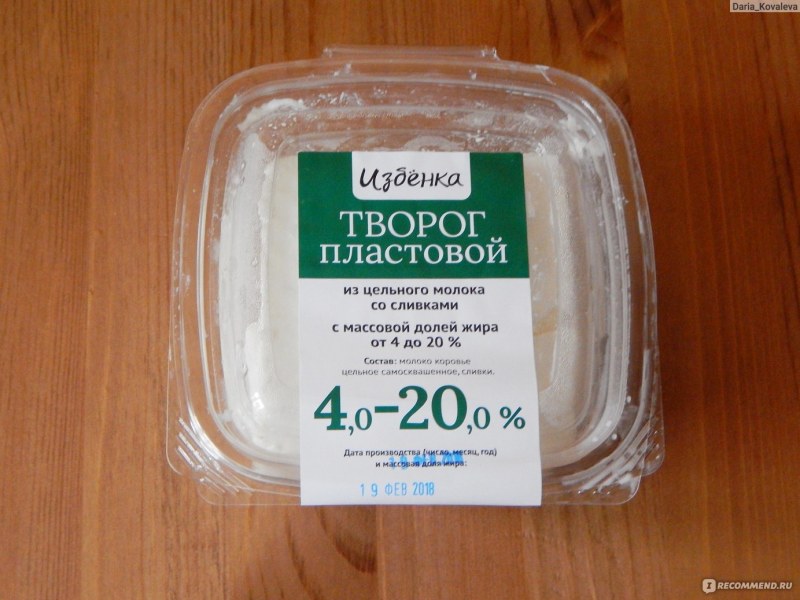 Daria_Kovaleva
Избёнка
ТВОРОГ
пластовой
из цельного молока
со сливками
с массовой долей жира
от 4 до 20 %
Состав: молоко коровье
цельное самосквашенное, сливки.
4,0–20,0 %
Дата производства (число, месяц, год)
и массовая доля жира:
19 ФЕВ 2018
IRECOMMEND.RU